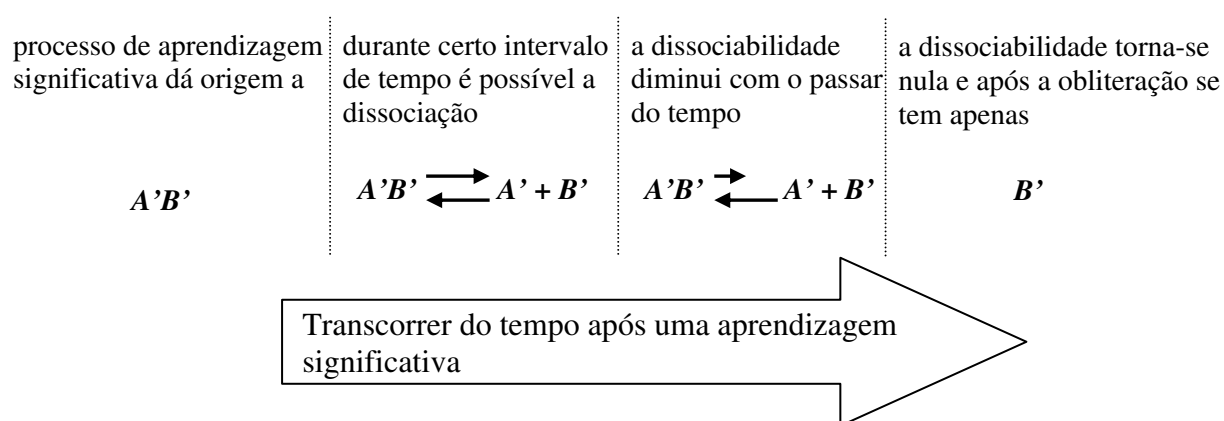 processo de aprendizagem
significativa dá origem a
durante certo intervalo
de tempo é possível a
dissociação
a dissociabilidade
diminui com o passar
do tempo
a dissociabilidade torna-se
nula e após a obliteração se
tem apenas
A’B’
A’B’ A’ + B’
A’B’ A’ + B’
B’
Transcorrer do tempo após uma aprendizagem
significativa